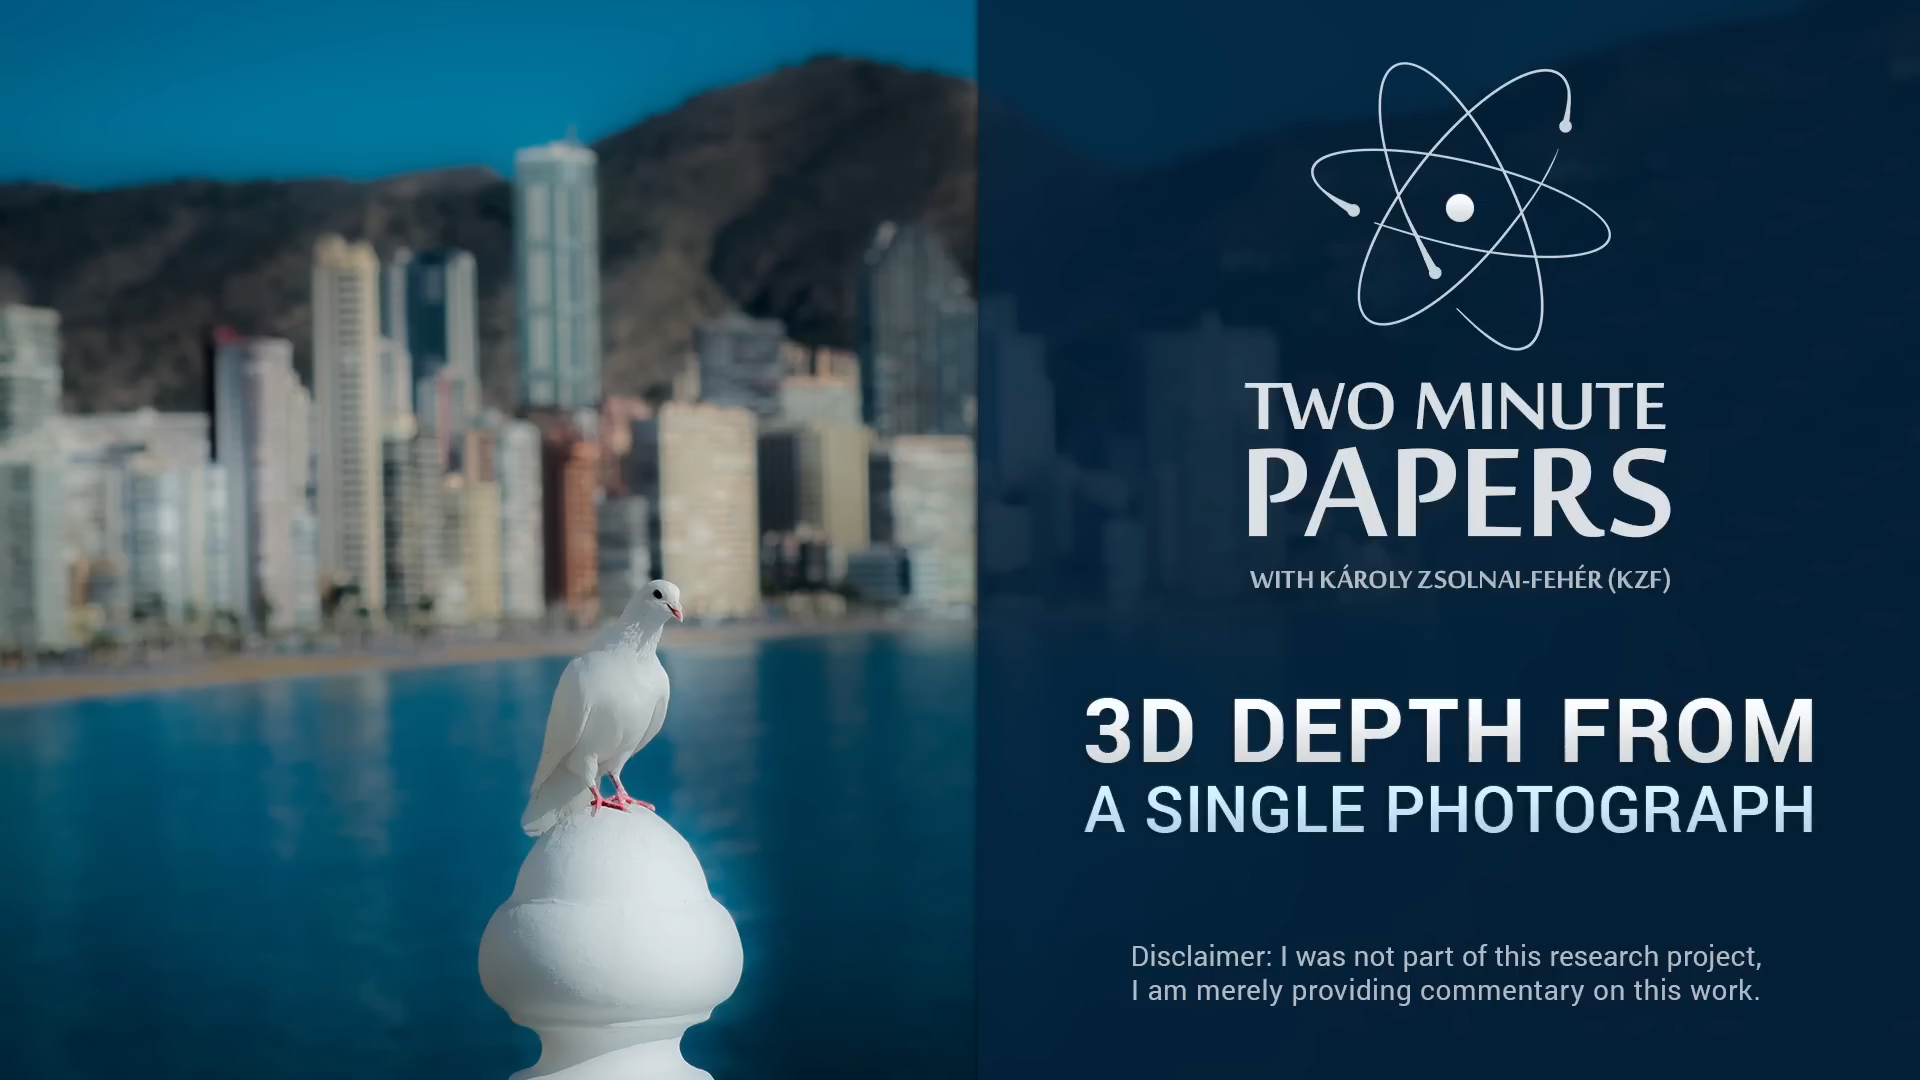 TWO MINUTE
PAPERS
WITH KÁROLY ZSOLNAI-FEHÉR (KZF)
3D DEPTH FROM
A SINGLE PHOTOGRAPH
Disclaimer: I was not part of this research project,
I am merely providing commentary on this work.